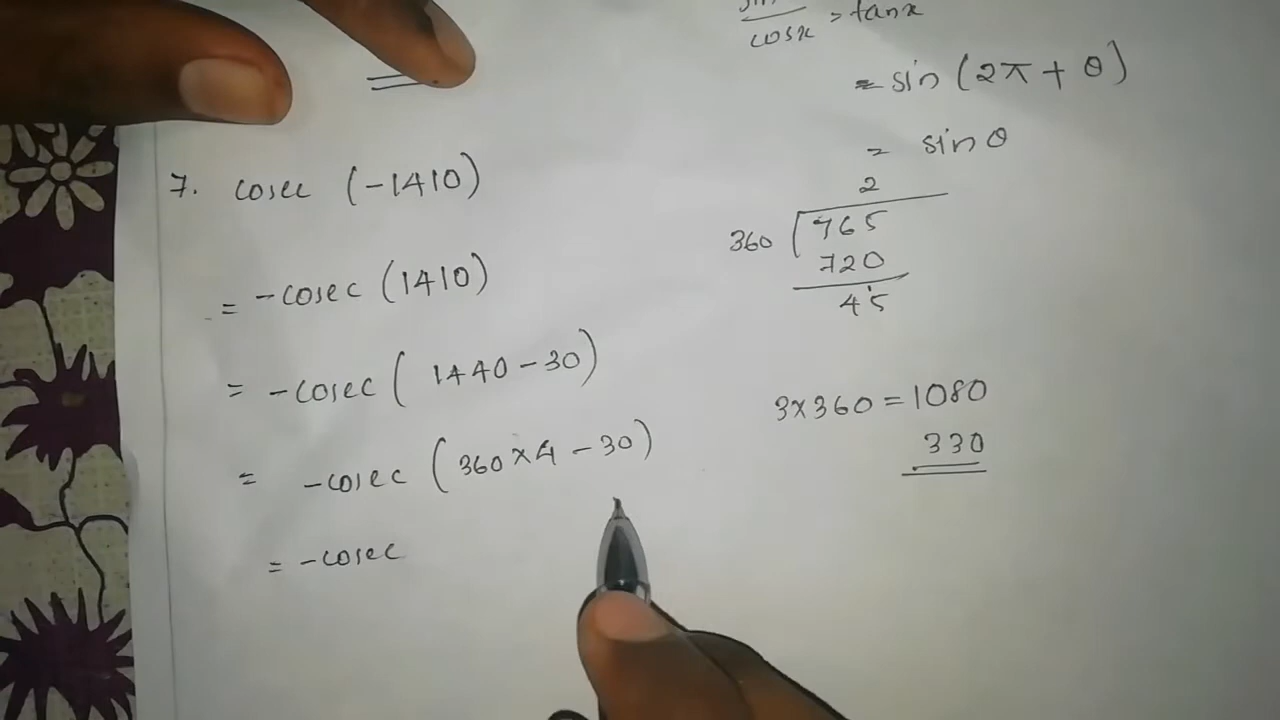 7. cosec (-1410)
= -cosec (1410)
= -cosec ( 1440 - 30)
= -cosec (360 × 4 - 30)
= -cosec
cosx = tanx
= sin (2π + θ)
= sin θ
2
360 765
720
45
3×360 = 1080
330